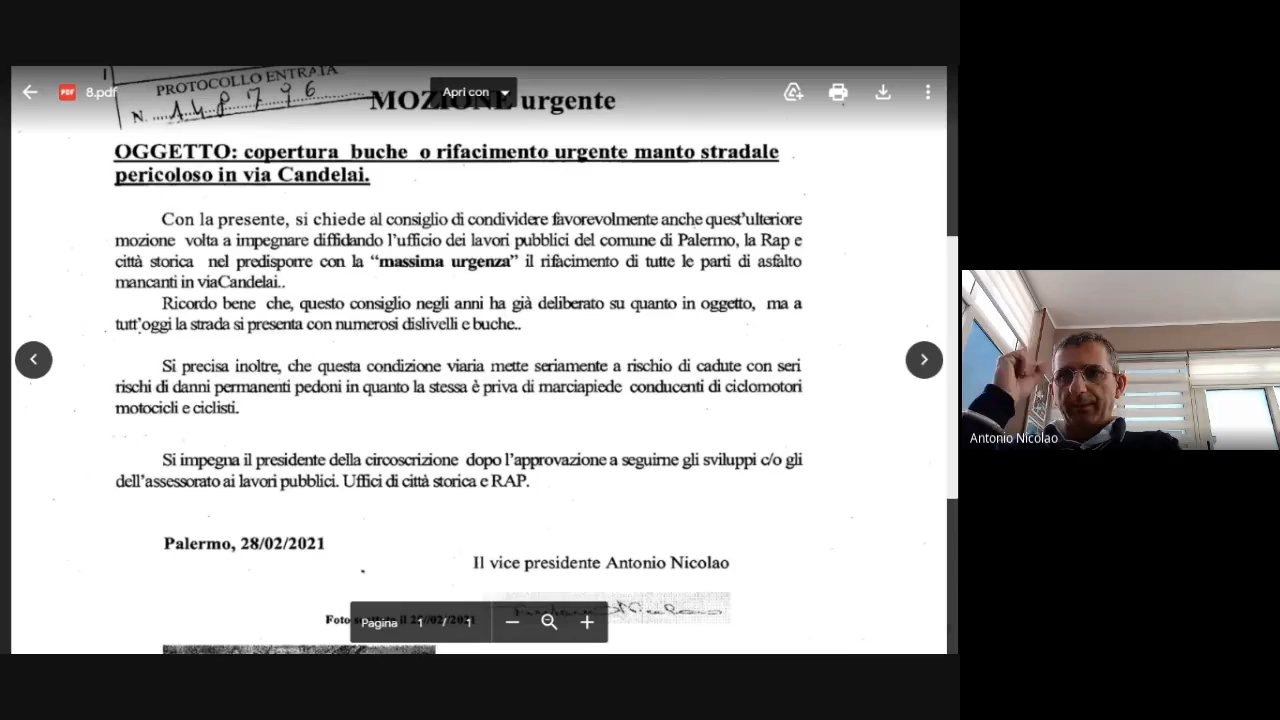 PROTOCOLLO ENTRATA
N. 148796
PDF 8.pdf
Apri con
MOZIONE urgente
OGGETTO: copertura buche o rifacimento urgente manto stradale
pericoloso in via Candelai.
Con la presente, si chiede al consiglio di condividere favorevolmente anche quest'ulteriore
mozione volta a impegnare diffidando l'ufficio dei lavori pubblici del comune di Palermo, la Rap e
città storica nel predisporre con la "massima urgenza" il rifacimento di tutte le parti di asfalto
mancanti in viaCandelai..
Ricordo bene che, questo consiglio negli anni ha già deliberato su quanto in oggetto, ma a
tutt'oggi la strada si presenta con numerosi dislivelli e buche..
Si precisa inoltre, che questa condizione viaria mette seriamente a rischio di cadute con seri
rischi di danni permanenti pedoni in quanto la stessa è priva di marciapiede conducenti di ciclomotori
motocicli e ciclisti.
Si impegna il presidente della circoscrizione dopo l'approvazione a seguirne gli sviluppi c/o gli
dell'assessorato ai lavori pubblici. Uffici di città storica e RAP.
Palermo, 28/02/2021
Il vice presidente Antonio Nicolao
Foto
Pagina 1 / 1
Antonio Nicolao